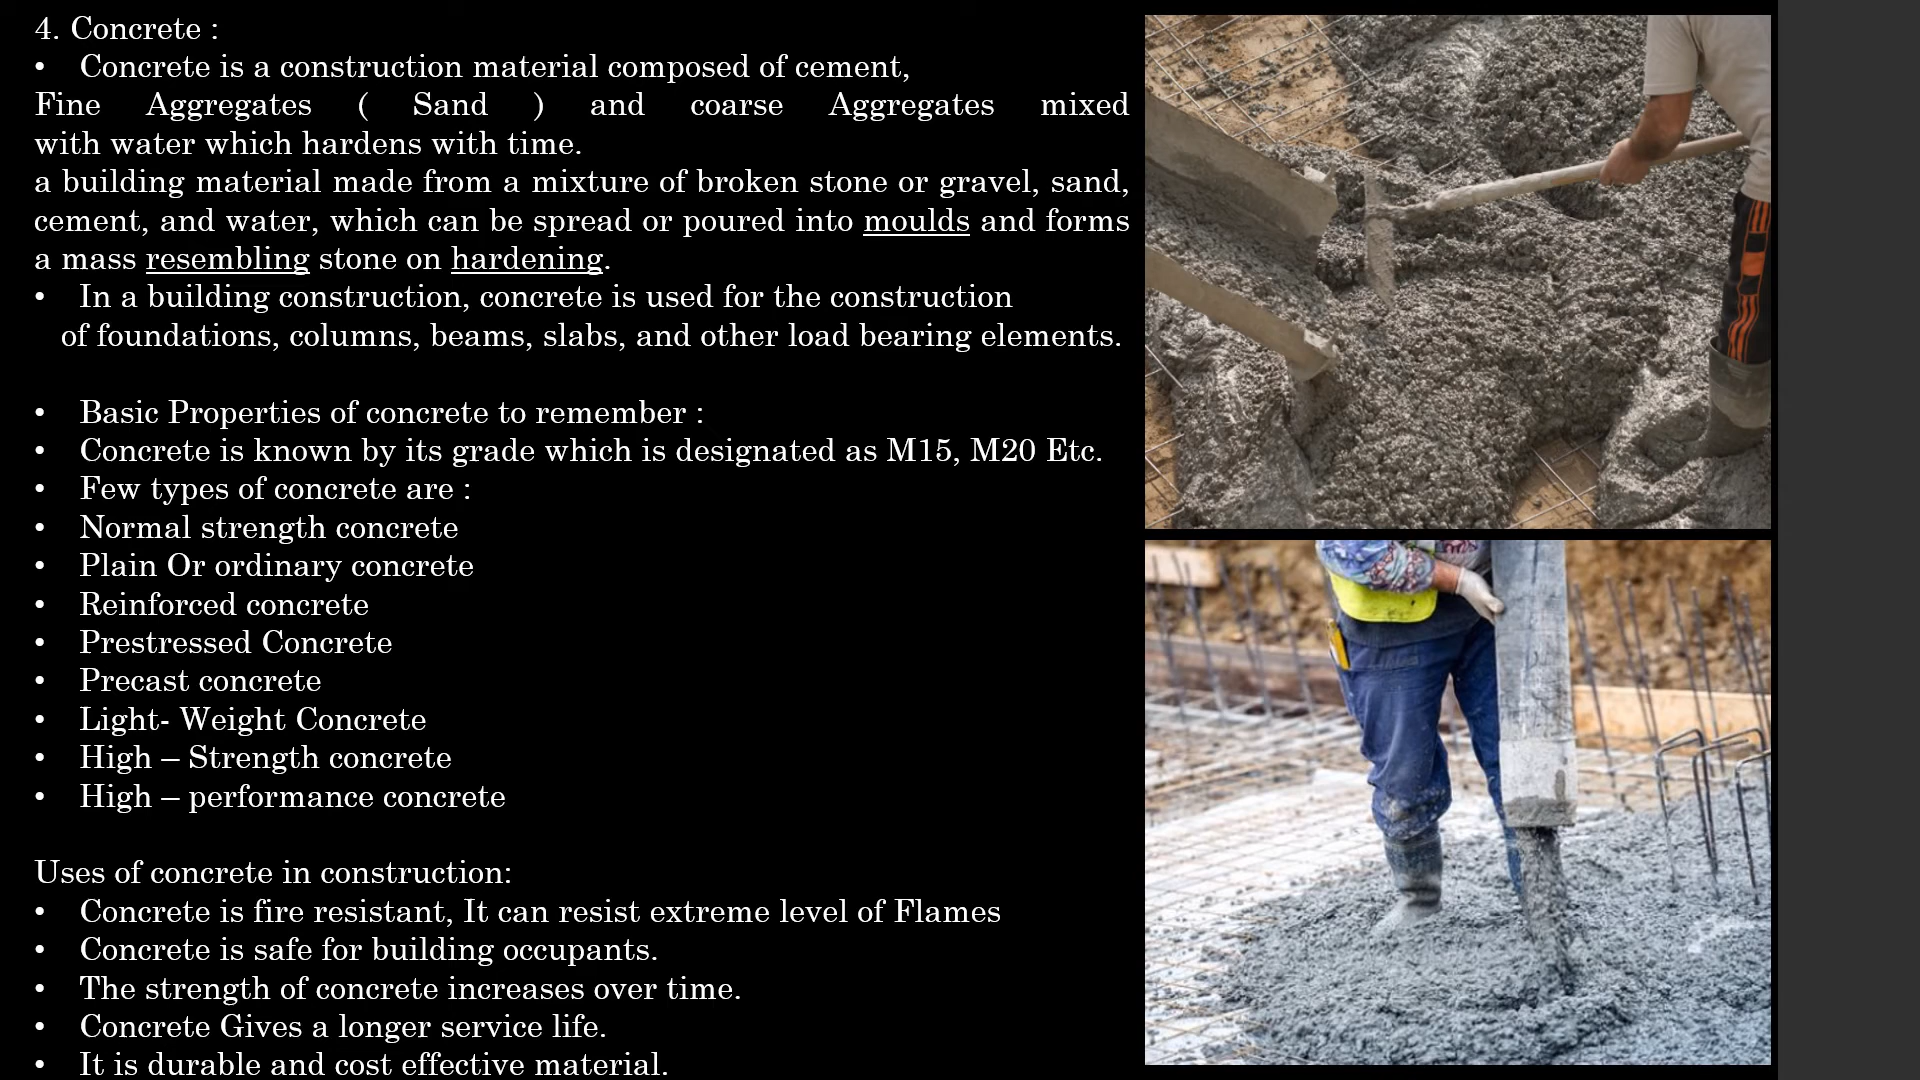 4. Concrete :
• Concrete is a construction material composed of cement,
Fine Aggregates ( Sand ) and coarse Aggregates mixed
with water which hardens with time.
a building material made from a mixture of broken stone or gravel, sand,
cement, and water, which can be spread or poured into moulds and forms
a mass resembling stone on hardening.
• In a building construction, concrete is used for the construction
of foundations, columns, beams, slabs, and other load bearing elements.
• Basic Properties of concrete to remember :
• Concrete is known by its grade which is designated as M15, M20 Etc.
• Few types of concrete are :
• Normal strength concrete
• Plain Or ordinary concrete
• Reinforced concrete
• Prestressed Concrete
• Precast concrete
• Light- Weight Concrete
• High – Strength concrete
• High – performance concrete
Uses of concrete in construction:
• Concrete is fire resistant, It can resist extreme level of Flames
• Concrete is safe for building occupants.
• The strength of concrete increases over time.
• Concrete Gives a longer service life.
• It is durable and cost effective material.